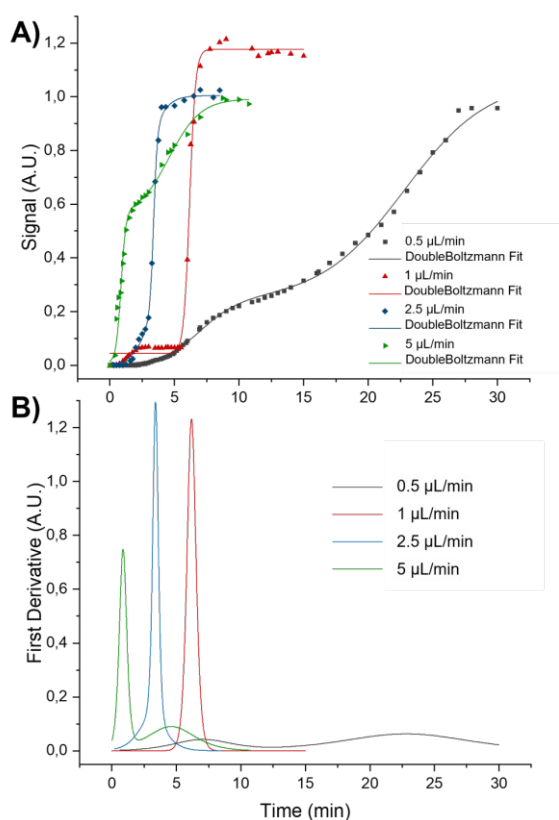 A)
Signal (A.U.)
1,2
1,0
0,8
0,6
0,4
0,2
0,0
0.5 µL/min
DoubleBoltzmann Fit
1 µL/min
DoubleBoltzmann Fit
2.5 µL/min
DoubleBoltzmann Fit
5 µL/min
DoubleBoltzmann Fit
0 5 10 15 20 25 30
B)
First Derivative (A.U.)
1,2
1,0
0,8
0,6
0,4
0,2
0,0
0.5 µL/min
1 µL/min
2.5 µL/min
5 µL/min
0 5 10 15 20 25 30
Time (min)